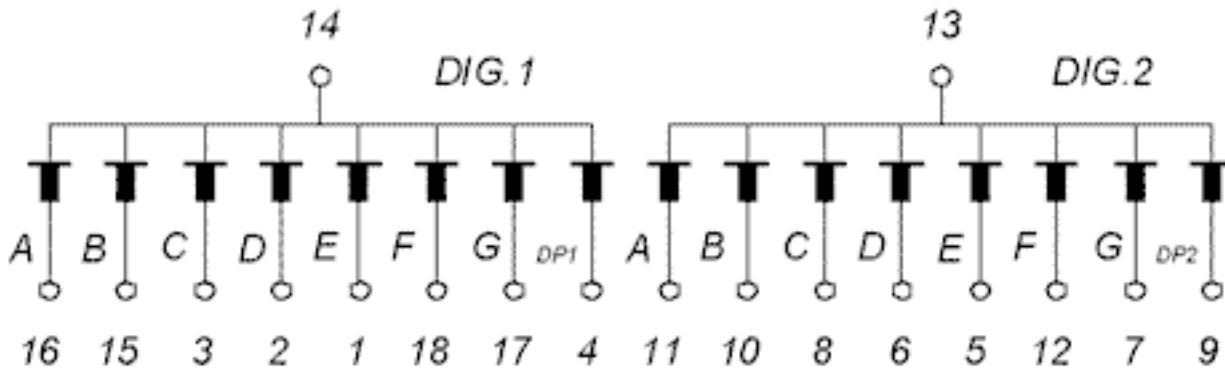 14 13
DIG.1 DIG.2
A B C D E F G DP1 A B C D E F G DP2
16 15 3 2 1 18 17 4 11 10 8 6 5 12 7 9